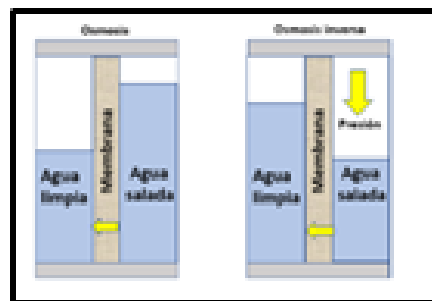 Osmosis
Membrana
Agua
limpia
Agua
salada
Osmosis inversa
Presión
Membrana
Agua
limpia
Agua
salada